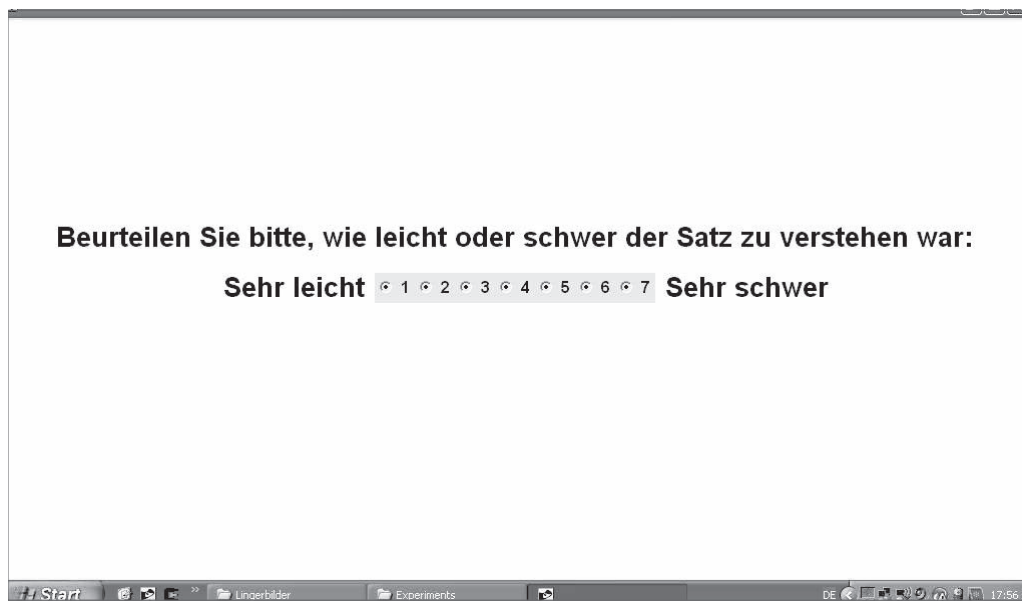 Beurteilen Sie bitte, wie leicht oder schwer der Satz zu verstehen war:
Sehr leicht 1 2 3 4 5 6 7 Sehr schwer
Start » Lingerbilder Experiments DE 17:56